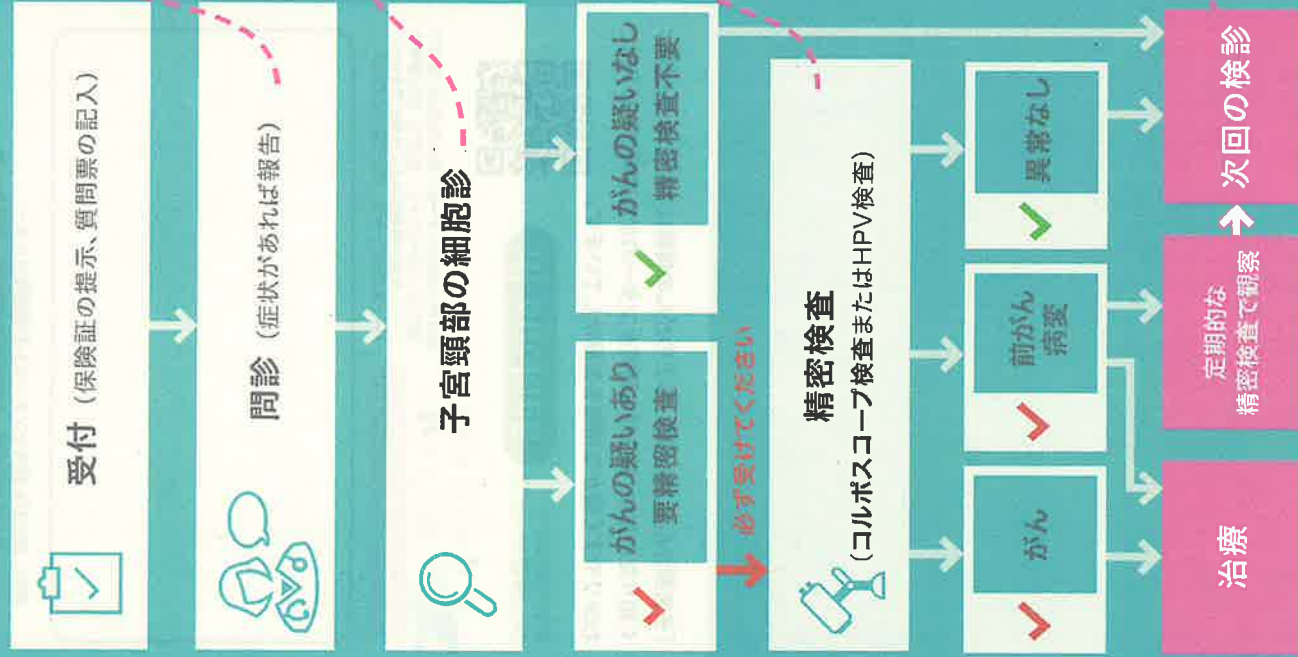 受付（保険証の提示、質問票の記入）
問診（症状があれば報告）
子宮頸部の細胞診
がんの疑いあり
要精密検査
がんの疑いなし
精密検査不要
必ず受けてください
精密検査
（コルポスコープ検査またはHPV検査）
がん
前がん
病変
異常なし
治療
定期的な
精密検査で観察
次回の検診